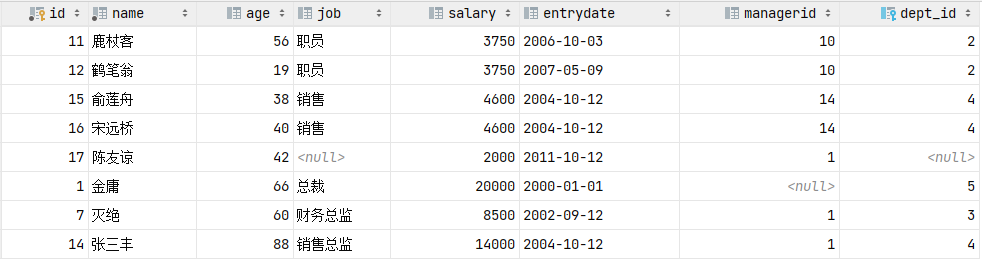 id name age job salary entrydate managerid dept_id
11 鹿杖客 56 职员 3750 2006-10-03 10 2
12 鹤笔翁 19 职员 3750 2007-05-09 10 2
15 俞莲舟 38 销售 4600 2004-10-12 14 4
16 宋远桥 40 销售 4600 2004-10-12 14 4
17 陈友谅 42 <null> 2000 2011-10-12 1 <null>
1 金庸 66 总裁 20000 2000-01-01 <null> 5
7 灭绝 60 财务总监 8500 2002-09-12 1 3
14 张三丰 88 销售总监 14000 2004-10-12 1 4